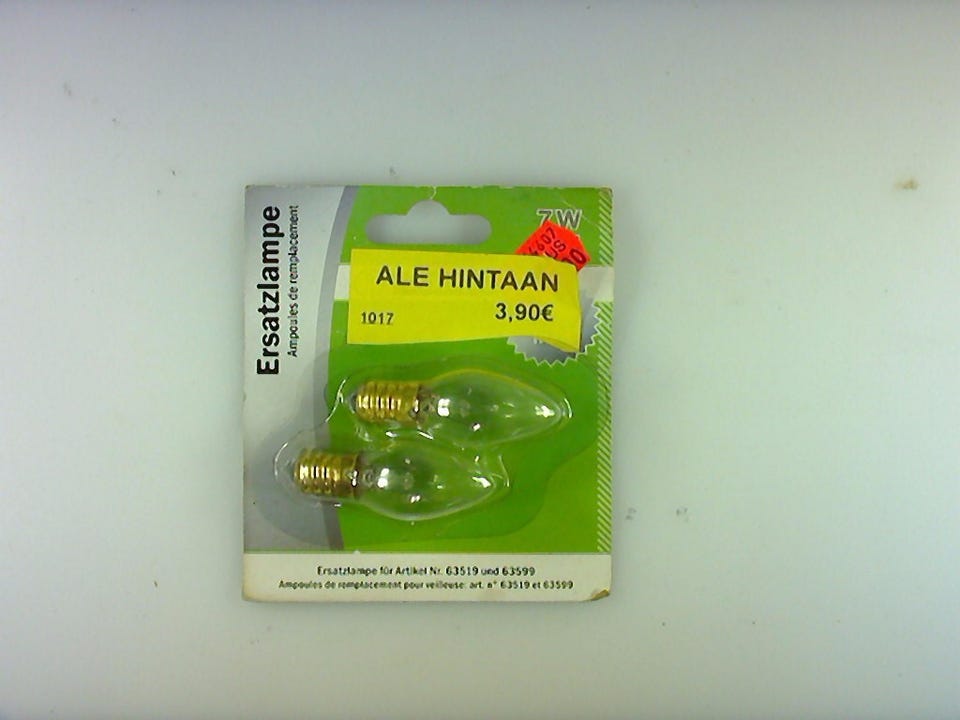 Ersatzlampe
Ampoules de remplacement
7W
ALE HINTAAN
1017 3,90€
Ersatzlampe für Artikel Nr. 63519 und 63599
Ampoules de remplacement pour veilleuse: art. n° 63519 et 63599